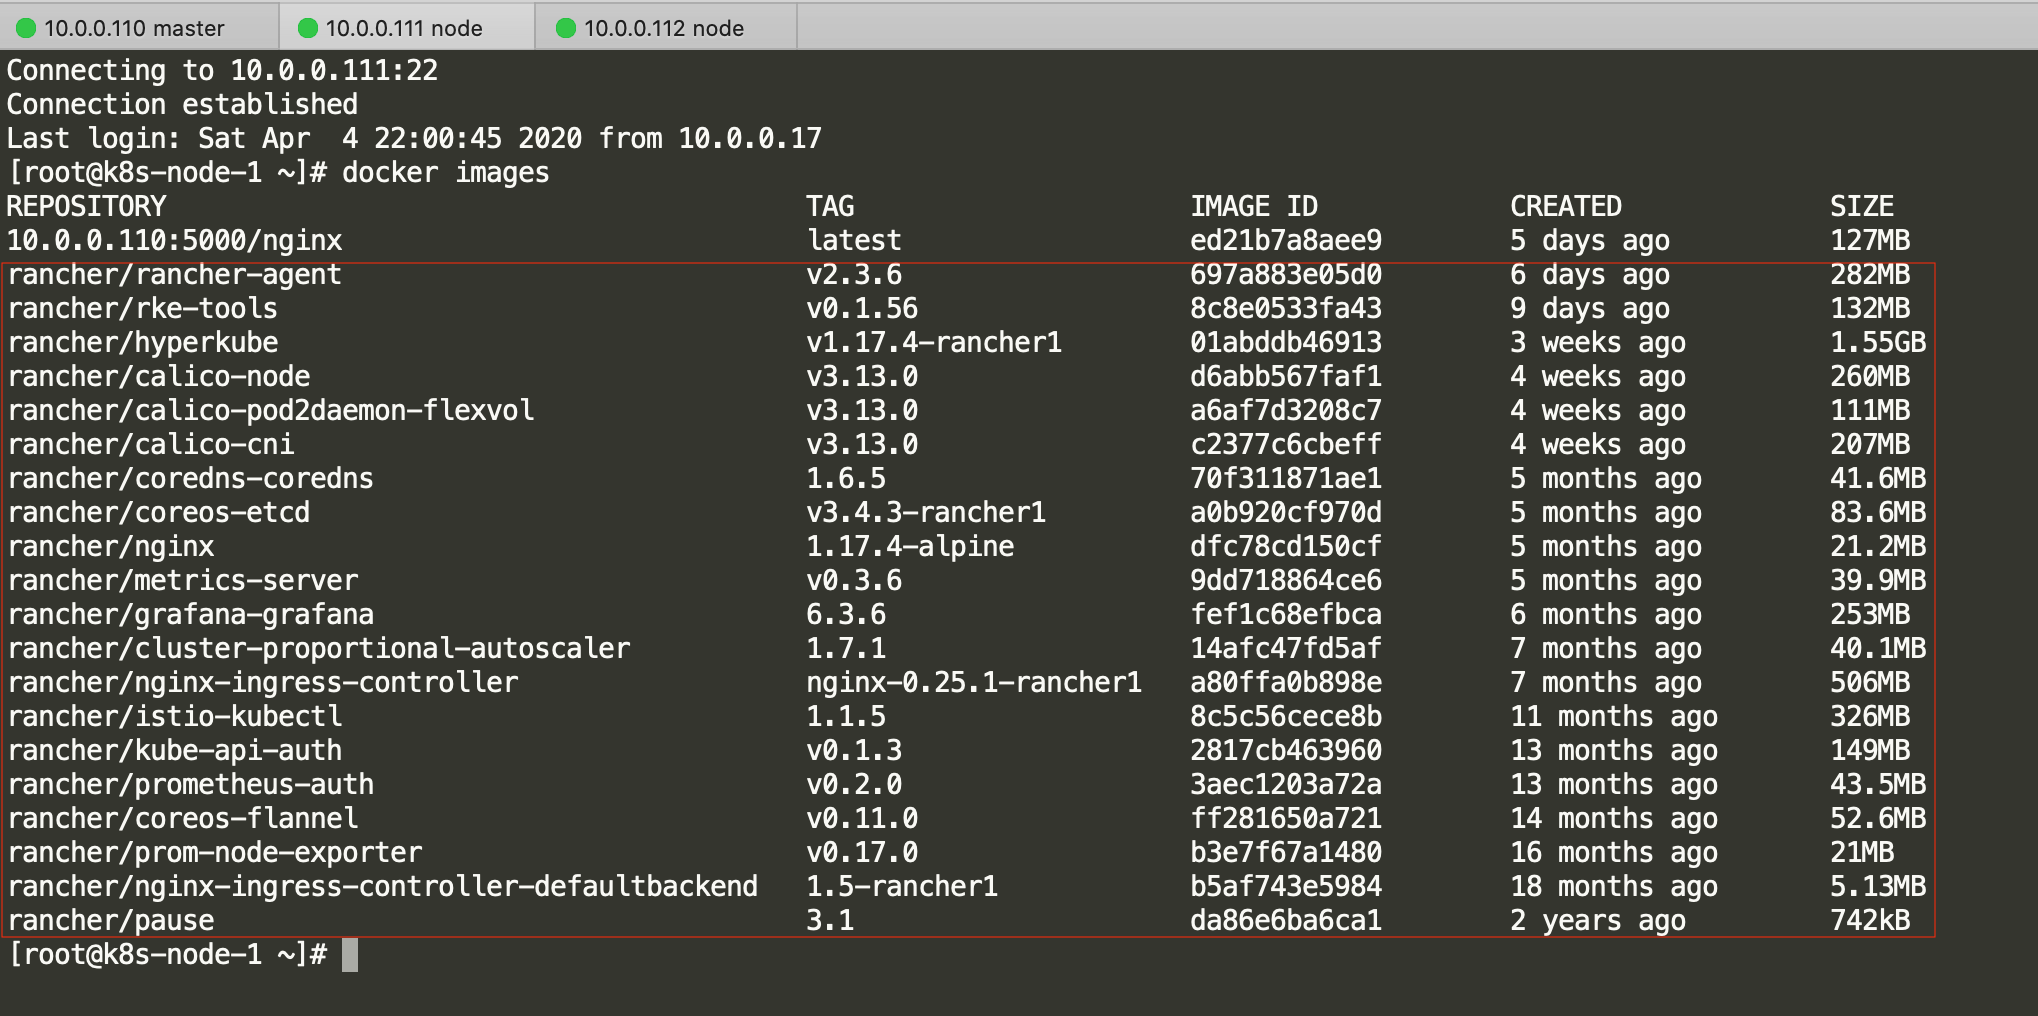 10.0.0.110 master 10.0.0.111 node 10.0.0.112 node
Connecting to 10.0.0.111:22
Connection established
Last login: Sat Apr  4 22:00:45 2020 from 10.0.0.17
[root@k8s-node-1 ~]# docker images
REPOSITORY TAG IMAGE ID CREATED SIZE
10.0.0.110:5000/nginx latest ed21b7a8aee9 5 days ago 127MB
rancher/rancher-agent v2.3.6 697a883e05d0 6 days ago 282MB
rancher/rke-tools v0.1.56 8c8e0533fa43 9 days ago 132MB
rancher/hyperkube v1.17.4-rancher1 01abddb46913 3 weeks ago 1.55GB
rancher/calico-node v3.13.0 d6abb567faf1 4 weeks ago 260MB
rancher/calico-pod2daemon-flexvol v3.13.0 a6af7d3208c7 4 weeks ago 111MB
rancher/calico-cni v3.13.0 c2377c6cbeff 4 weeks ago 207MB
rancher/coredns-coredns 1.6.5 70f311871ae1 5 months ago 41.6MB
rancher/coreos-etcd v3.4.3-rancher1 a0b920cf970d 5 months ago 83.6MB
rancher/nginx 1.17.4-alpine dfc78cd150cf 5 months ago 21.2MB
rancher/metrics-server v0.3.6 9dd718864ce6 5 months ago 39.9MB
rancher/grafana-grafana 6.3.6 fef1c68efbca 6 months ago 253MB
rancher/cluster-proportional-autoscaler 1.7.1 14afc47fd5af 7 months ago 40.1MB
rancher/nginx-ingress-controller nginx-0.25.1-rancher1 a80ffa0b898e 7 months ago 506MB
rancher/istio-kubectl 1.1.5 8c5c56cece8b 11 months ago 326MB
rancher/kube-api-auth v0.1.3 2817cb463960 13 months ago 149MB
rancher/prometheus-auth v0.2.0 3aec1203a72a 13 months ago 43.5MB
rancher/coreos-flannel v0.11.0 ff281650a721 14 months ago 52.6MB
rancher/prom-node-exporter v0.17.0 b3e7f67a1480 16 months ago 21MB
rancher/nginx-ingress-controller-defaultbackend 1.5-rancher1 b5af743e5984 18 months ago 5.13MB
rancher/pause 3.1 da86e6ba6ca1 2 years ago 742kB
[root@k8s-node-1 ~]#